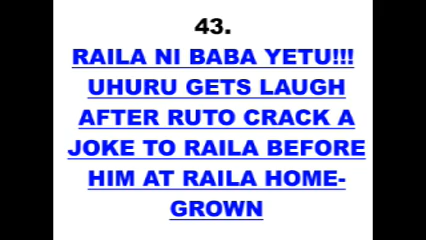 43.
RAILA NI BABA YETU!!!
UHURU GETS LAUGH
AFTER RUTO CRACK A
JOKE TO RAILA BEFORE
HIM AT RAILA HOME-
GROWN